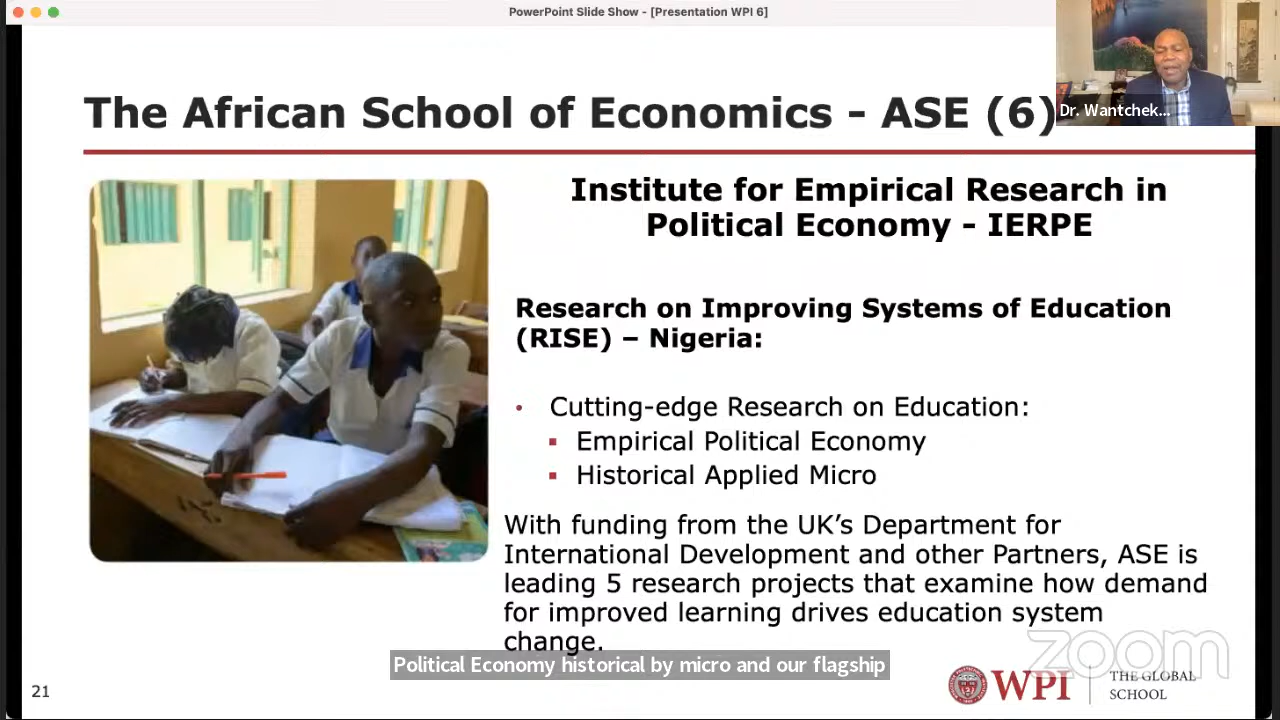 PowerPoint Slide Show - [Presentation WPI 6]
Dr. Wantchek...
The African School of Economics - ASE (6)
Institute for Empirical Research in
Political Economy - IERPE
Research on Improving Systems of Education
(RISE) – Nigeria:
• Cutting-edge Research on Education:
▪ Empirical Political Economy
▪ Historical Applied Micro
With funding from the UK’s Department for
International Development and other Partners, ASE is
leading 5 research projects that examine how demand
for improved learning drives education system
change.
Political Economy historical by micro and our flagship
zoom
21
WPI
THE GLOBAL
SCHOOL